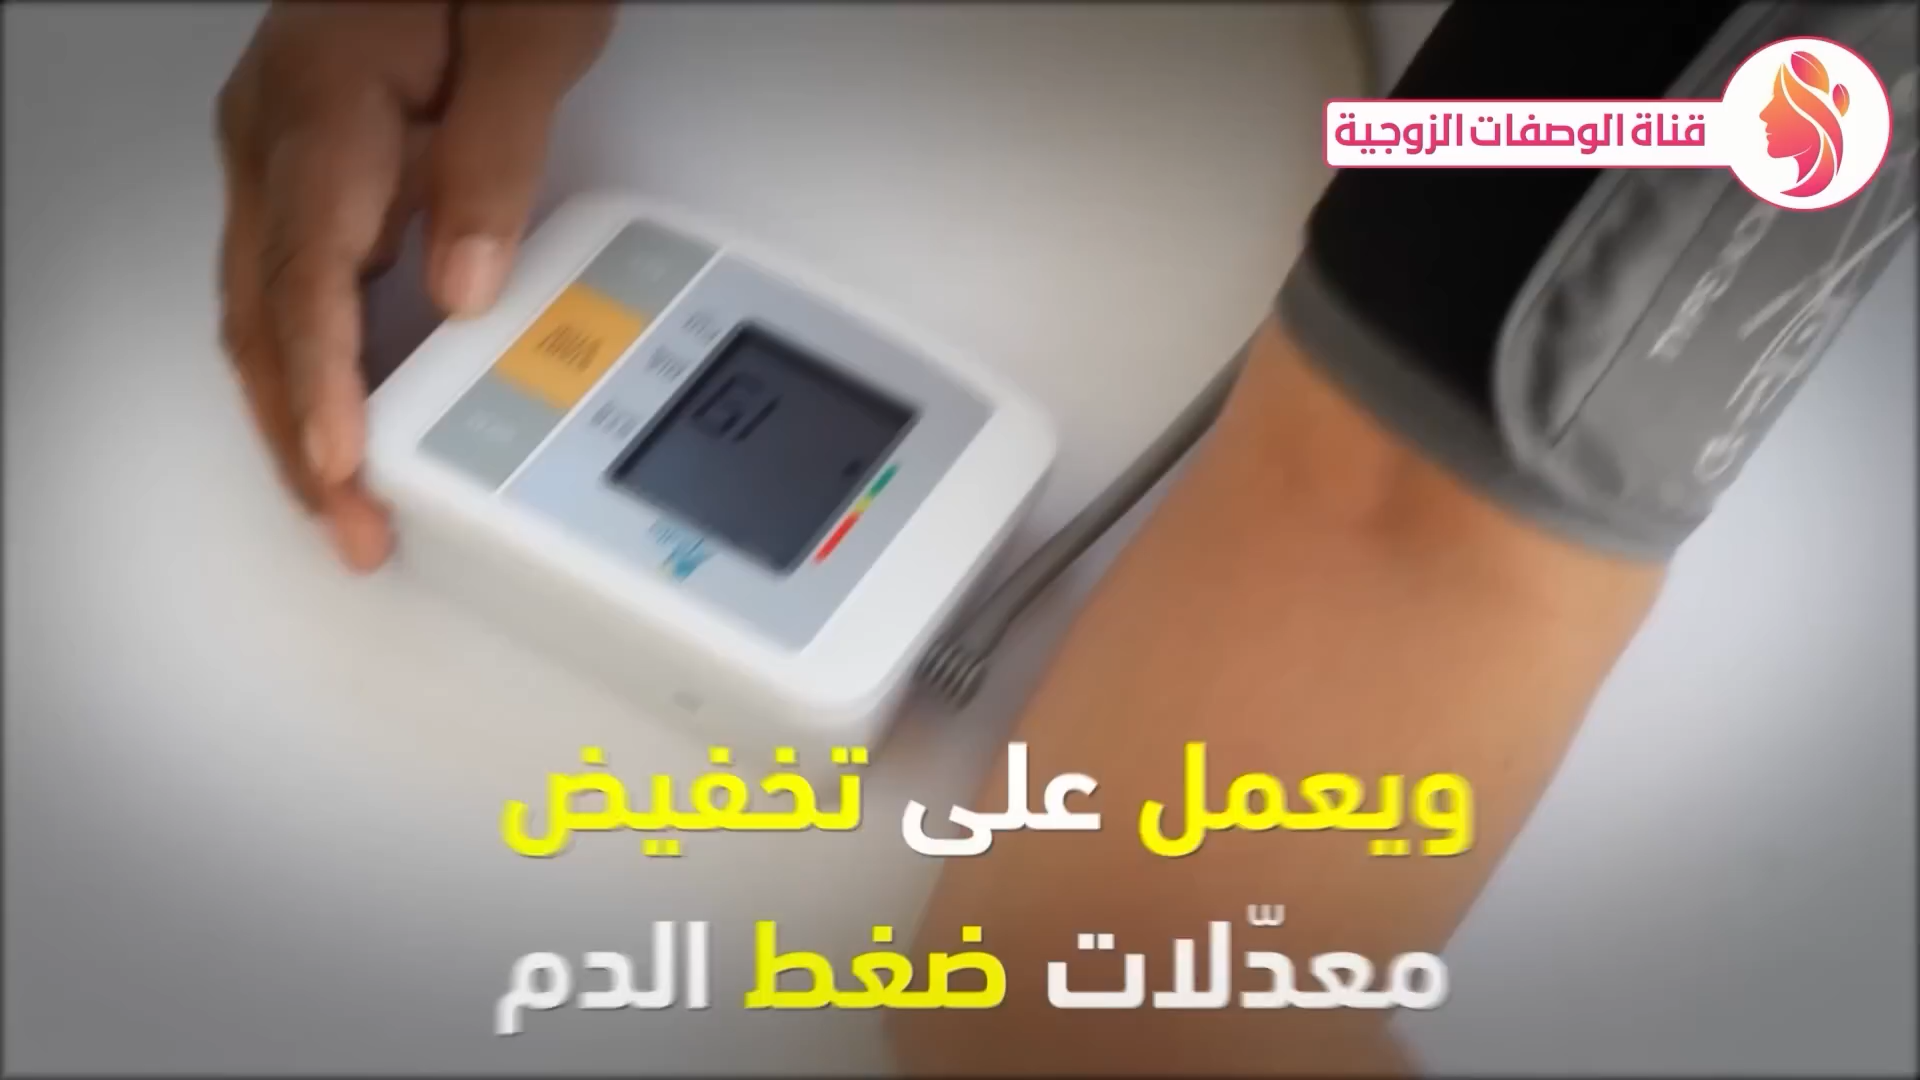 قناة الوصفات الزوجية
ويعمل على تخفيض
معدّلات ضغط الدم